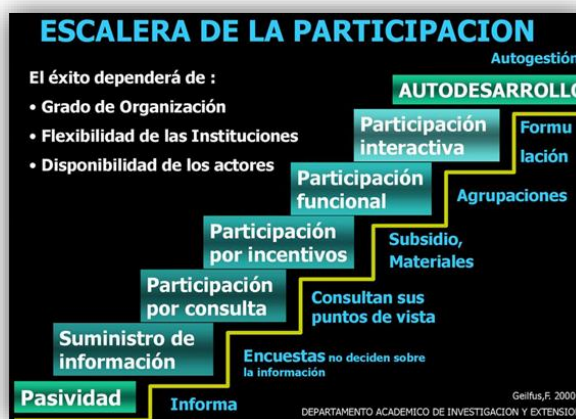 ESCALERA DE LA PARTICIPACION
El éxito dependerá de :
• Grado de Organización
• Flexibilidad de las Instituciones
• Disponibilidad de los actores
Autogestión
AUTODESARROLLO
Participación
interactiva
Formu
lación
Participación
funcional
Agrupaciones
Participación
por incentivos
Subsidio,
Materiales
Participación
por consulta
Consultan sus
puntos de vista
Suministro de
información
Encuestas no deciden sobre
la información
Pasividad
Informa
Geilfus,F. 2000
DEPARTAMENTO ACADEMICO DE INVESTIGACION Y EXTENSION